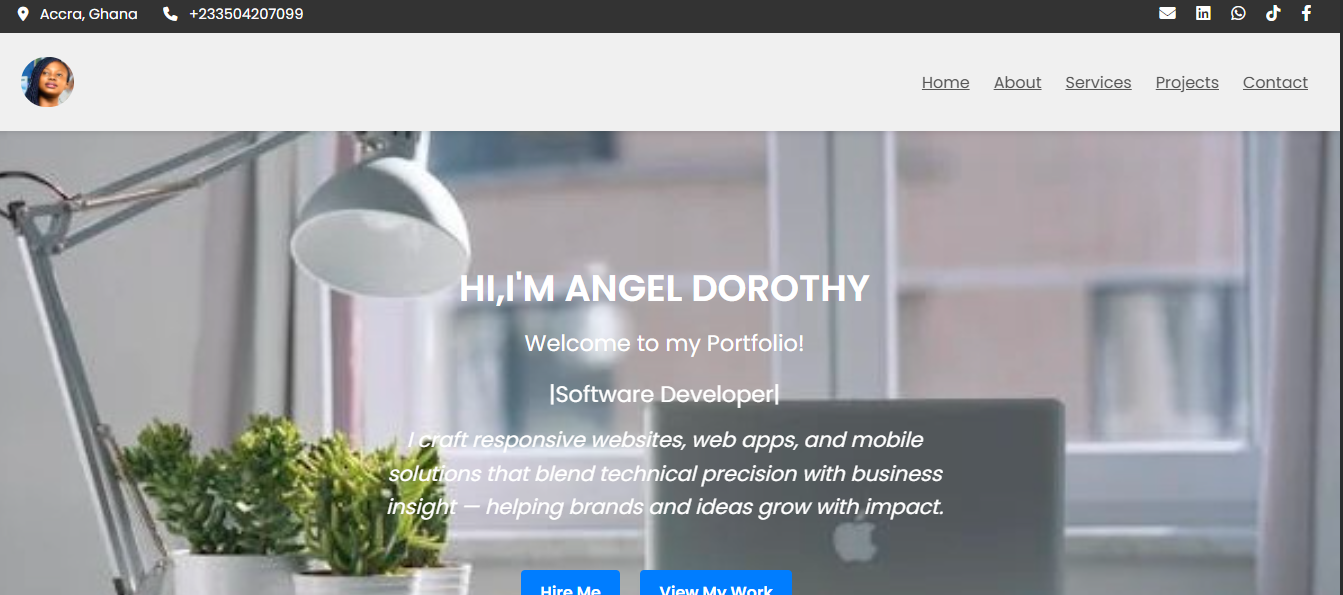 Accra, Ghana +233504207099
Home About Services Projects Contact
HI,I'M ANGEL DOROTHY
Welcome to my Portfolio!
|Software Developer|
I craft responsive websites, web apps, and mobile
solutions that blend technical precision with business
insight — helping brands and ideas grow with impact.
Hire Me View My Work